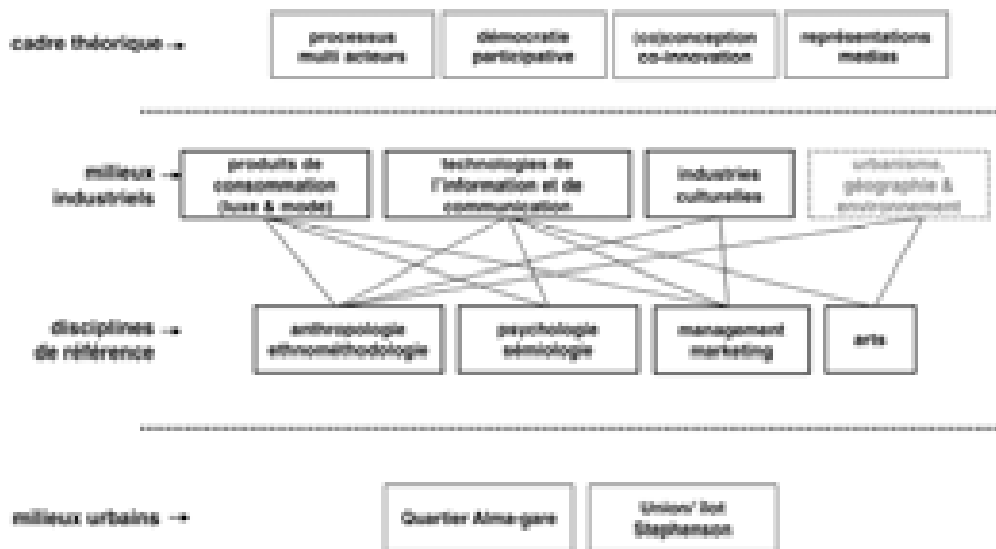 cadre théorique →
processus
multi acteurs
démocratie
participative
(co)conception
co-innovation
représentations
medias
milieux →
industriels
produits de
consommation
(luxe & mode)
technologies de
l'information et de
communication
industries
culturelles
urbanisme,
géographie &
environnement
disciplines →
de référence
anthropologie
ethnométhodologie
psychologie
sémiologie
management
marketing
arts
milieux urbains →
Quartier Alma-gare
Union/ îlot
Stephenson